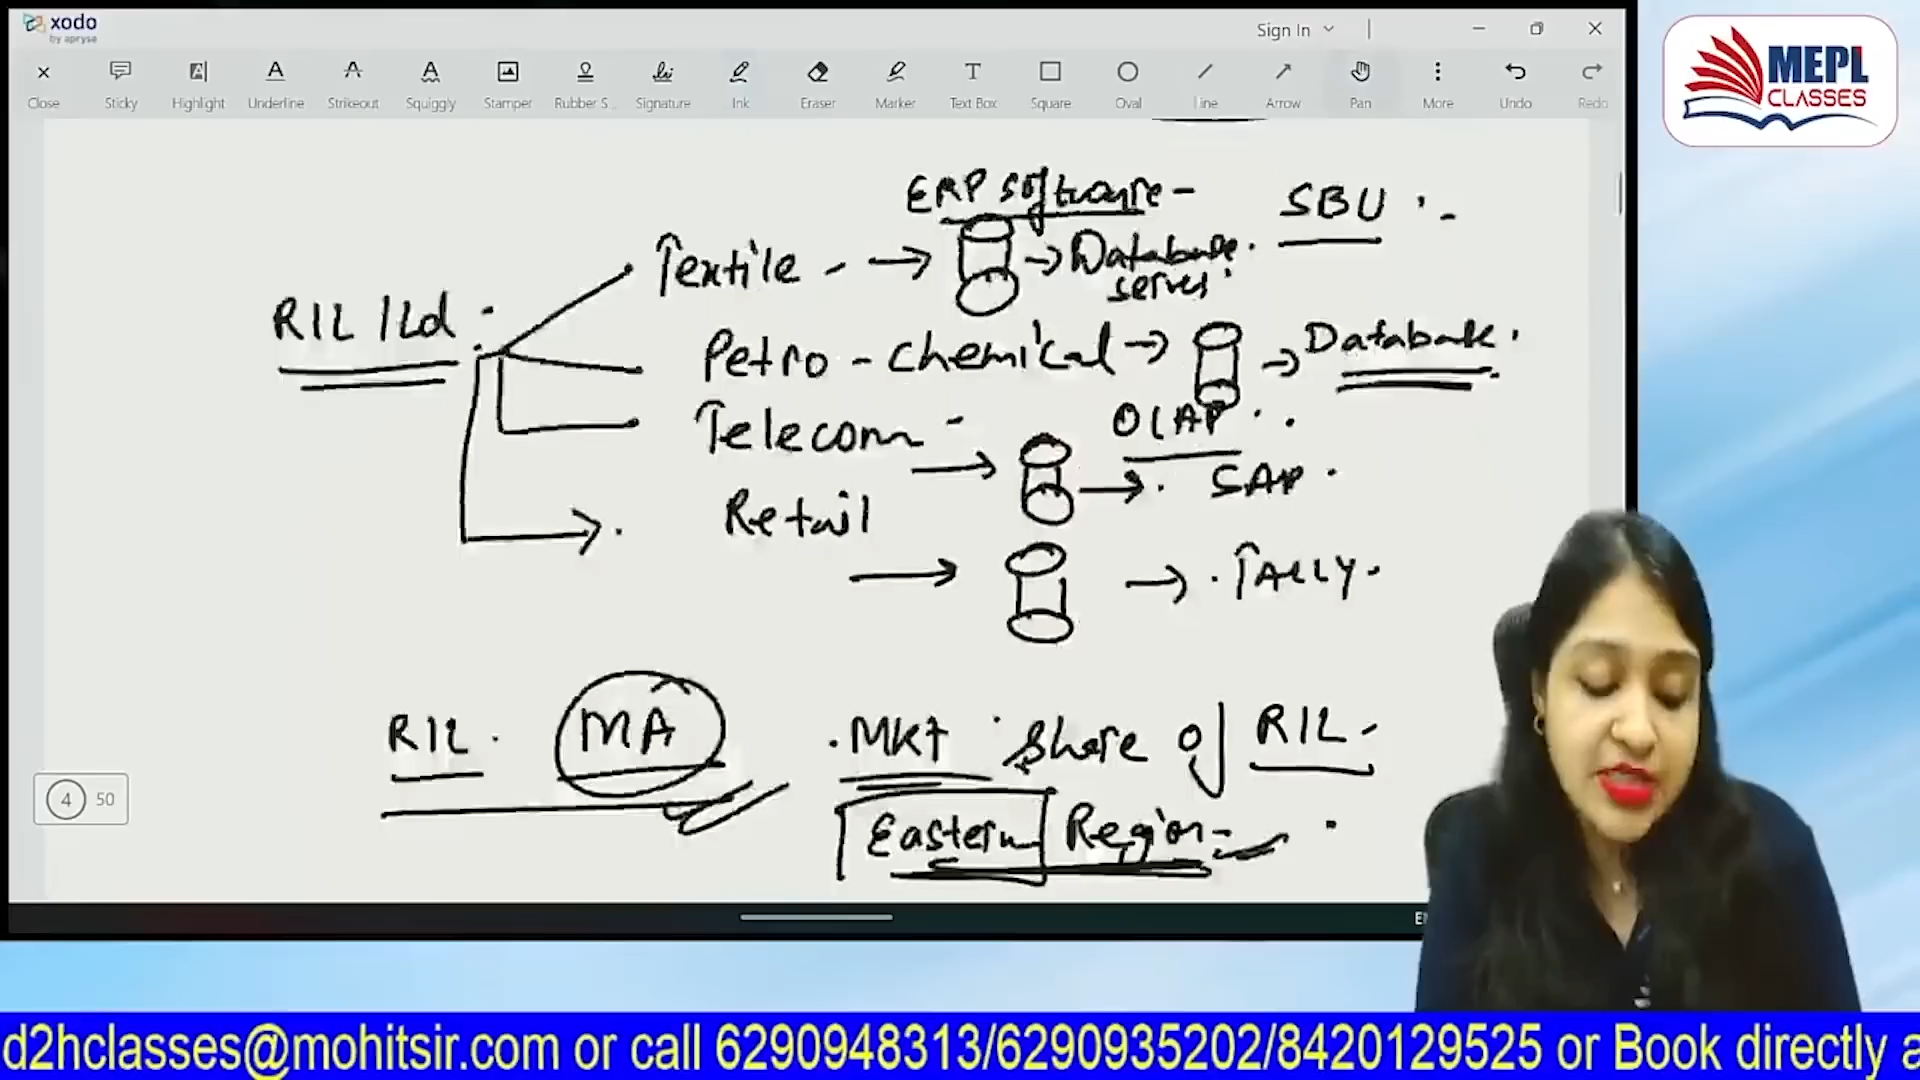 xodo
by apryse
Sign In
MEPL
CLASSES
Close Sticky Highlight Underline Strikeout Squiggly Stamper Rubber S... Signature Ink Eraser Marker Text Box Square Oval Line Arrow Pan More Undo Redo
ERP software - SBU
Textile - → → Database
server
RIL Ltd
Petro - chemical → → Database
Telecom - → OLAP
→ SAP
Retail → → TALLY
RIL MA MKT share of RIL
Eastern Region
4 50
d2hclasses@mohitsir.com or call 6290948313/6290935202/8420129525 or Book directly a